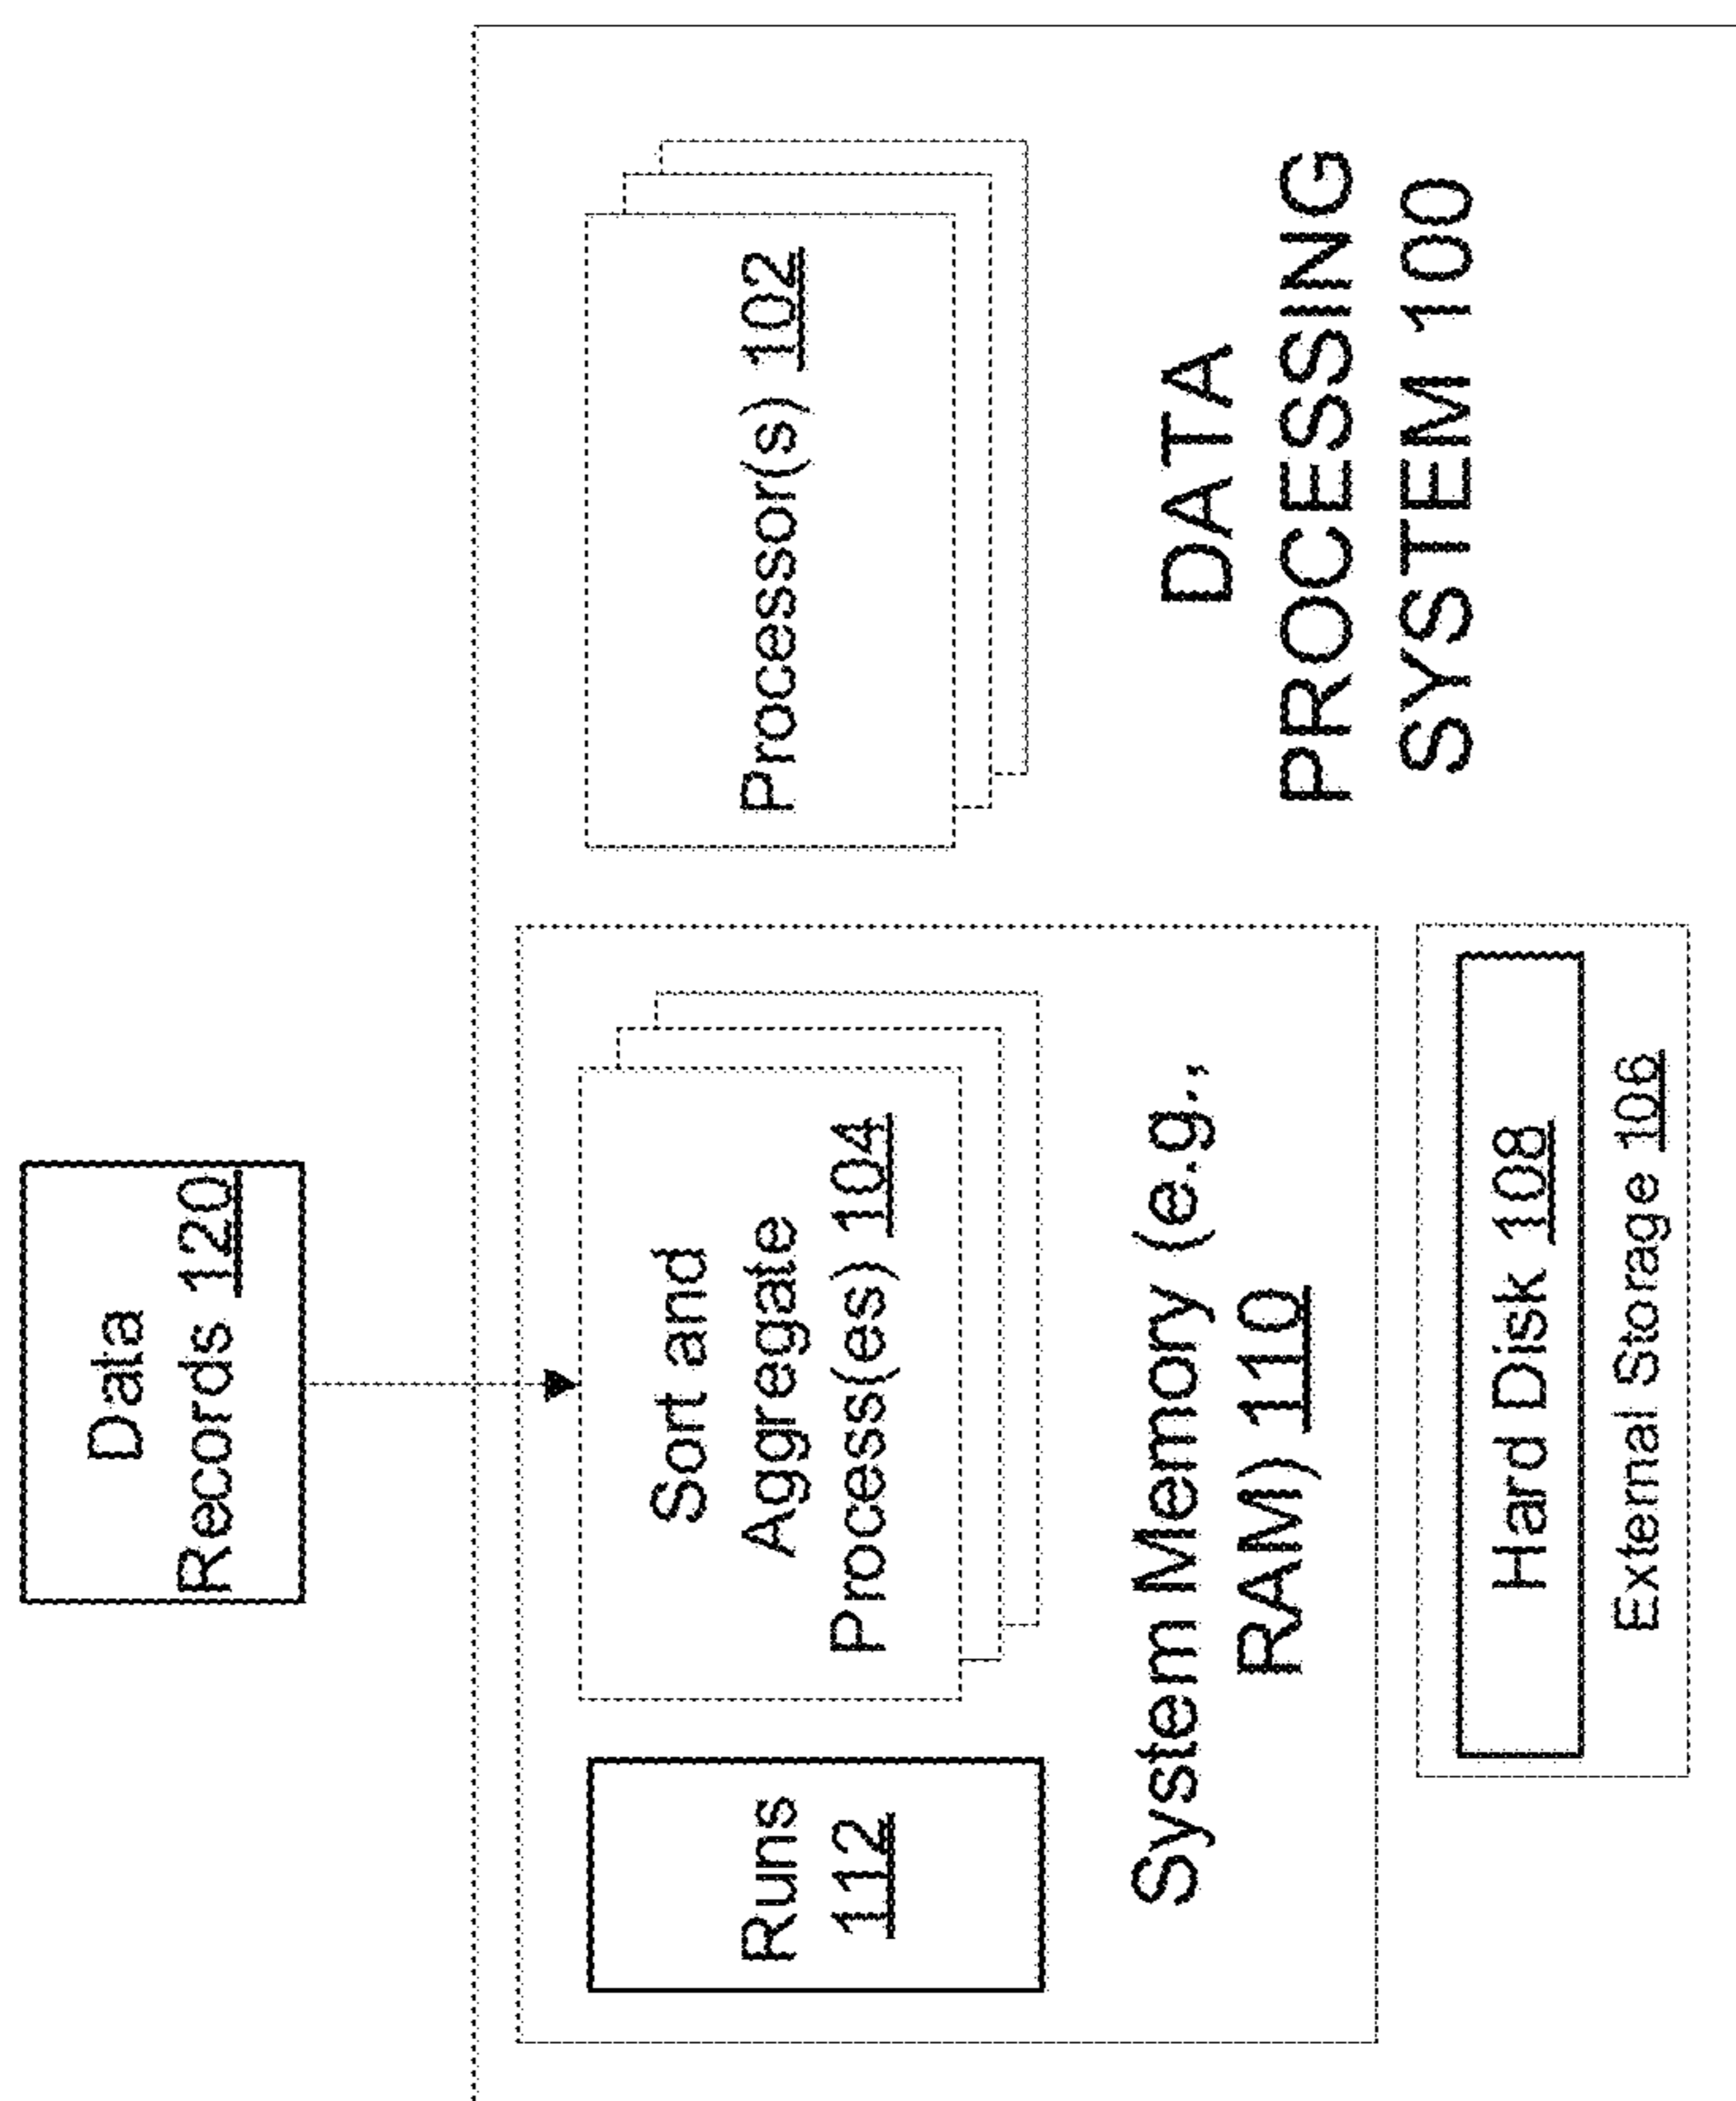 Data
Records 120
Runs
112
Sort and
Aggregate
Process(es) 104
System Memory (e.g.,
RAM) 110
Hard Disk 108
External Storage 106
Processor(s) 102
DATA
PROCESSING
SYSTEM 100